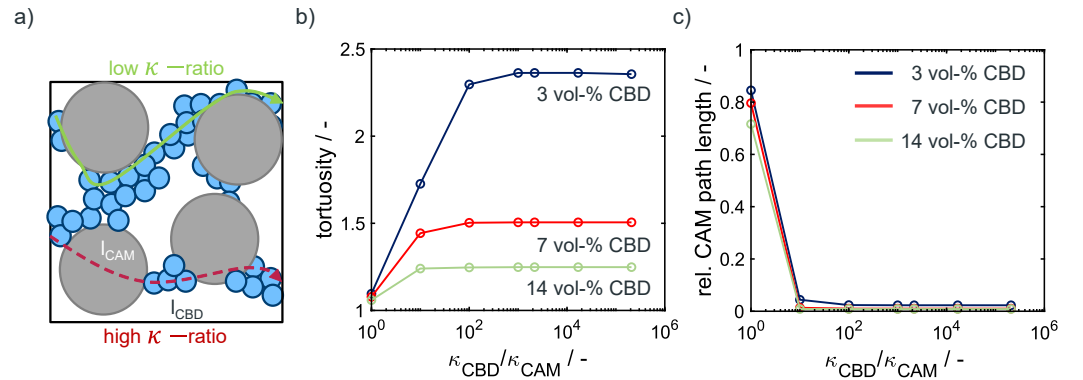 a)
low κ —ratio
l_CAM
l_CBD
high κ —ratio
b)
2.5
2
1.5
1
tortuosity / -
3 vol-% CBD
7 vol-% CBD
14 vol-% CBD
10^0
10^2
10^4
10^6
κ_CBD/κ_CAM / -
c)
1
0.8
0.6
0.4
0.2
0
rel. CAM path length / -
3 vol-% CBD
7 vol-% CBD
14 vol-% CBD
10^0
10^2
10^4
10^6
κ_CBD/κ_CAM / -